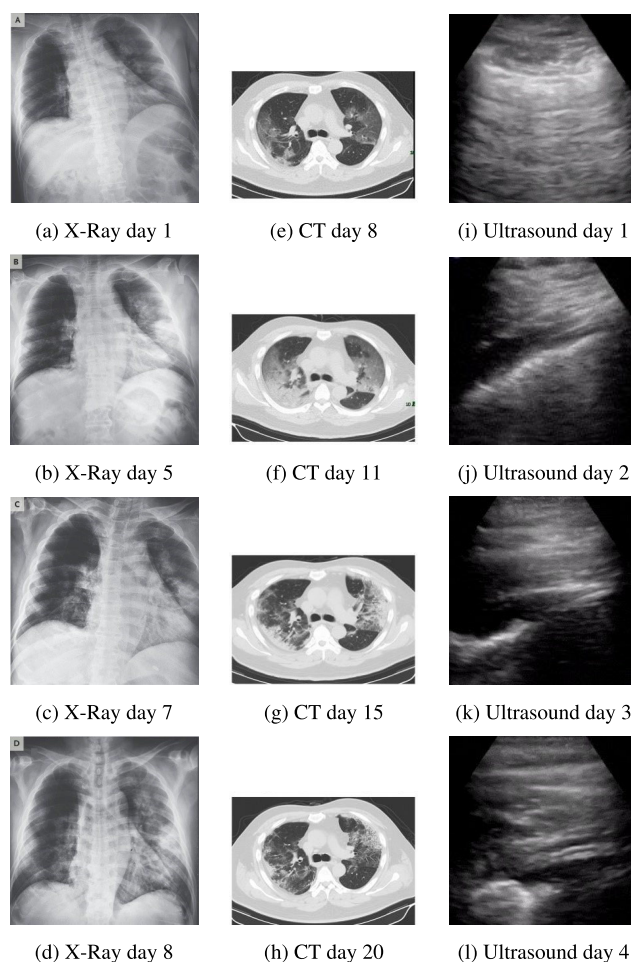 A
(a) X-Ray day 1
(e) CT day 8
(i) Ultrasound day 1
B
(b) X-Ray day 5
(f) CT day 11
(j) Ultrasound day 2
C
(c) X-Ray day 7
(g) CT day 15
(k) Ultrasound day 3
D
(d) X-Ray day 8
(h) CT day 20
(l) Ultrasound day 4